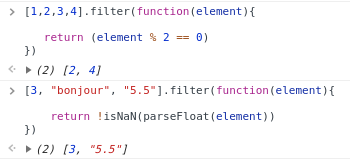 > [1,2,3,4].filter(function(element){
return (element % 2 == 0)
})
<· ▶ (2) [2, 4]
> [3, "bonjour", "5.5"].filter(function(element){
return !isNaN(parseFloat(element))
})
<· ▶ (2) [3, "5.5"]